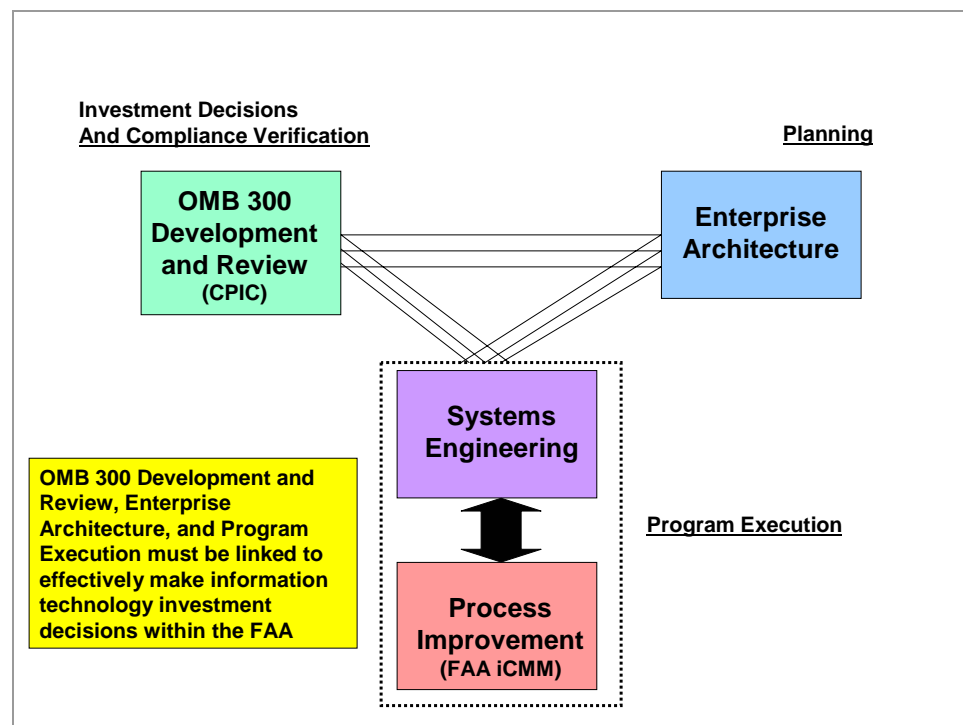 Investment Decisions
And Compliance Verification
Planning
OMB 300
Development
and Review
(CPIC)
Enterprise
Architecture
Systems
Engineering
OMB 300 Development and
Review, Enterprise
Architecture, and Program
Execution must be linked to
effectively make information
technology investment
decisions within the FAA
Program Execution
Process
Improvement
(FAA iCMM)